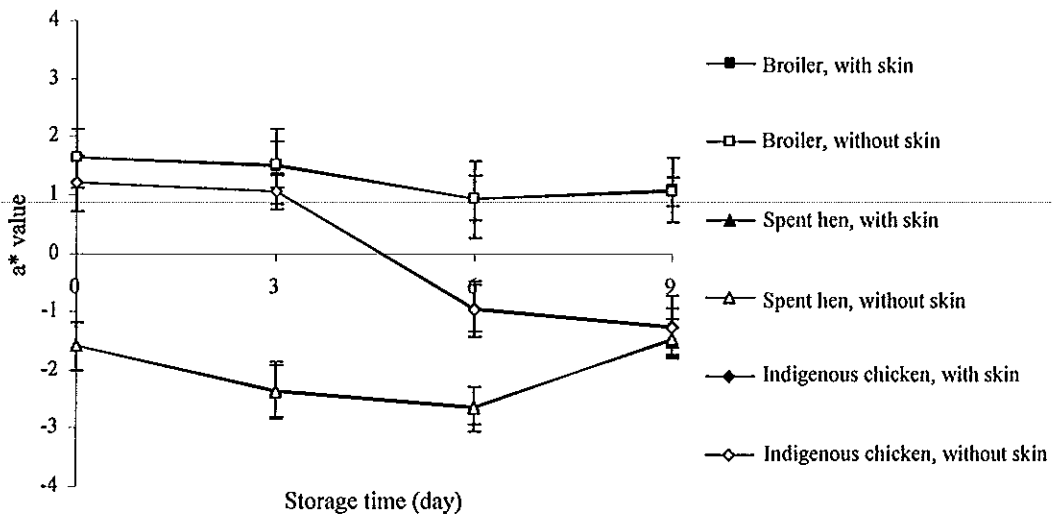 4
3
2
1
0
-1
-2
-3
-4
a* value
0
3
6
9
Storage time (day)
Broiler, with skin
Broiler, without skin
Spent hen, with skin
Spent hen, without skin
Indigenous chicken, with skin
Indigenous chicken, without skin